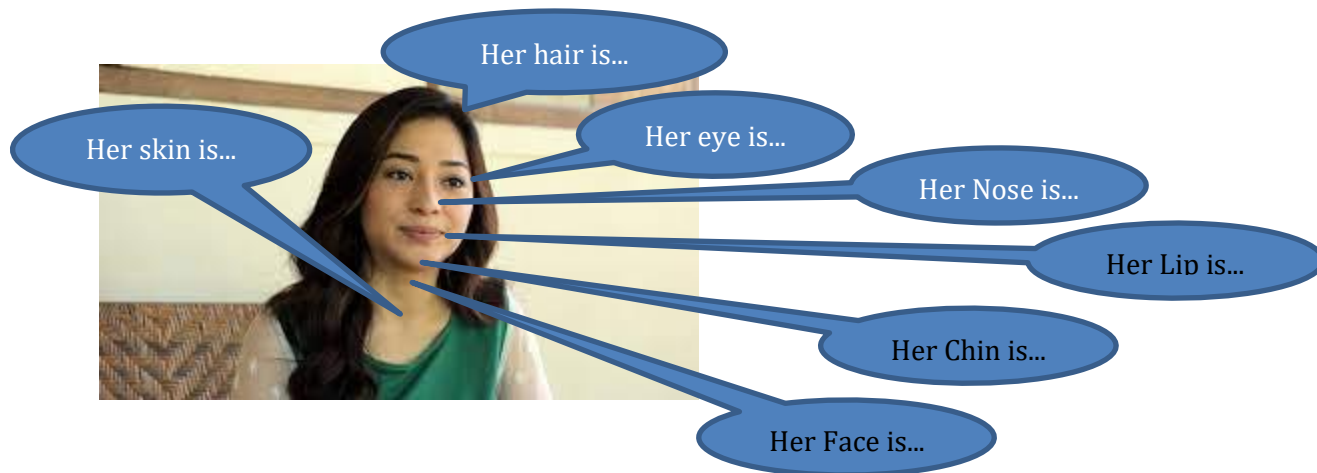 Her hair is...
Her eye is...
Her skin is...
Her Nose is...
Her Lip is...
Her Chin is...
Her Face is...